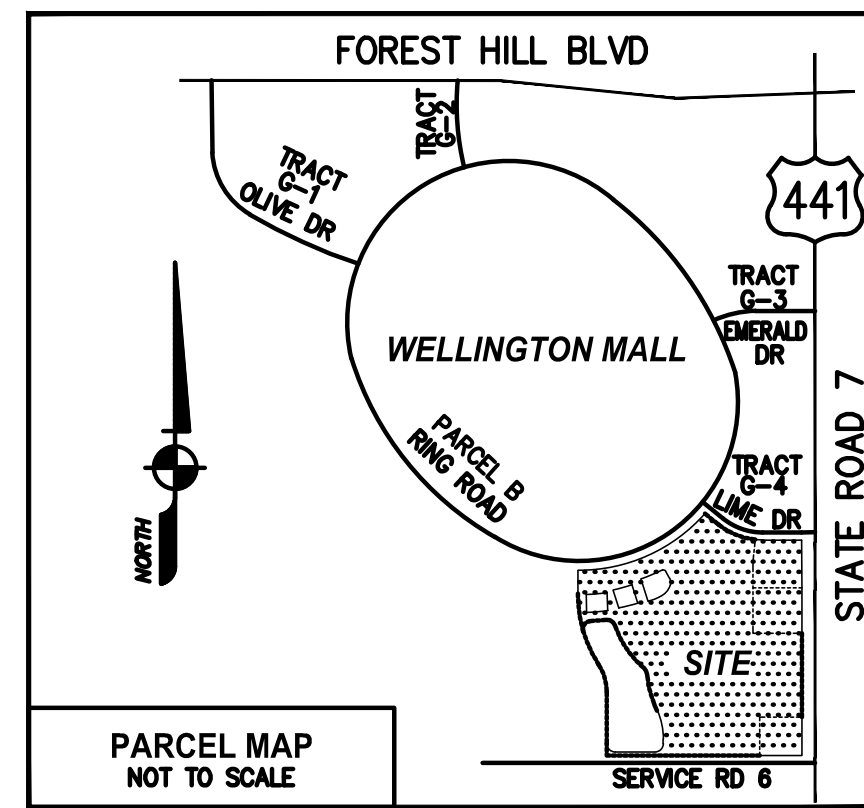 FOREST HILL BLVD
TRACT
G-2
TRACT
G-1
OLIVE DR
441
TRACT
G-3
EMERALD
DR
WELLINGTON MALL
STATE ROAD 7
PARCEL B
RING ROAD
TRACT
G-4
LIME DR
NORTH
SITE
PARCEL MAP
NOT TO SCALE
SERVICE RD 6